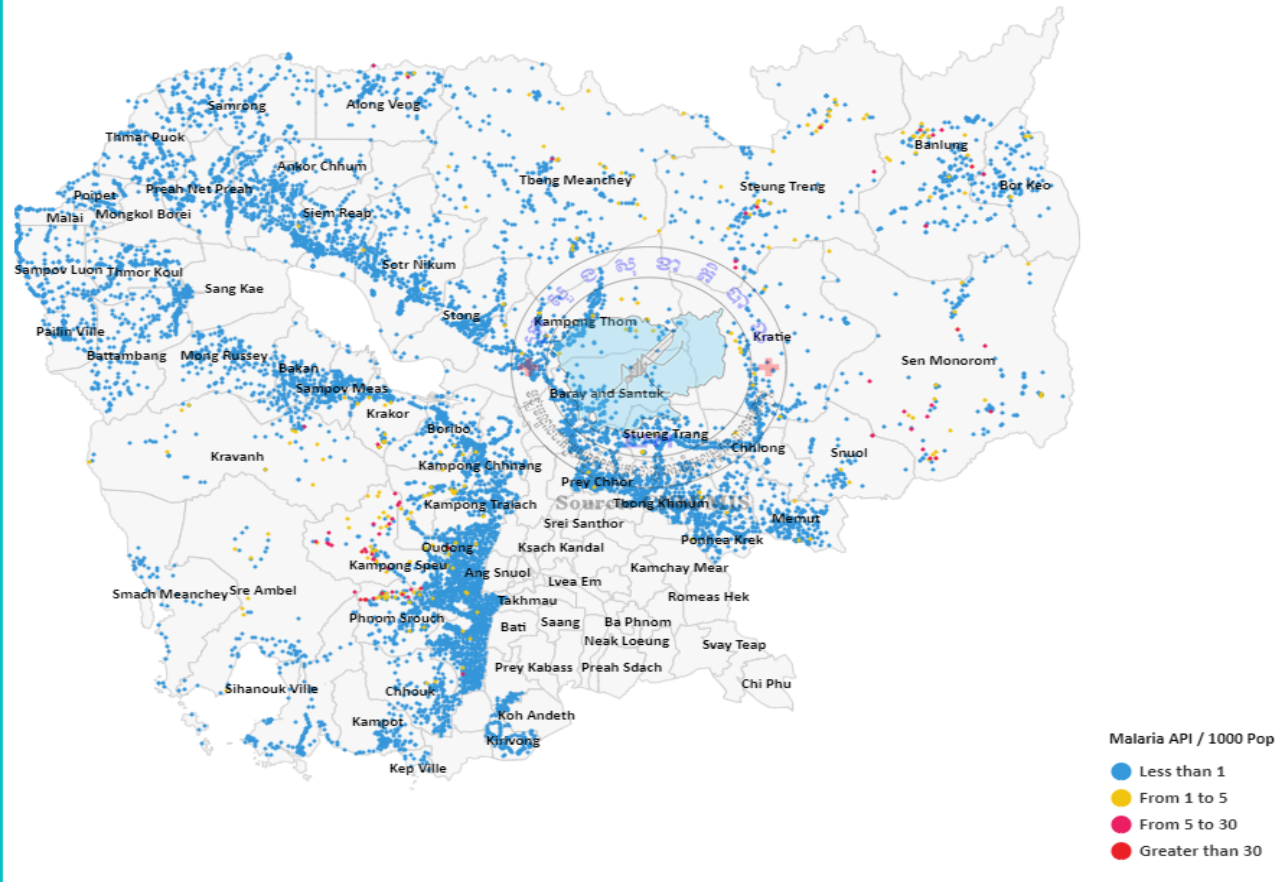 Samrong
Along Veng
Thmar Puok
Banlung
Ankor Chhum
Tbeng Meanchey
Steung Treng
Bor Keo
Poipet
Preah Net Preah
Malai
Mongkol Borei
Siem Reap
Sampov Luon
Thmor Koul
Sotr Nikum
Sang Kae
Stong
Kampong Thom
Pailin Ville
Kratie
Battambang
Mong Russey
Sen Monorom
Bakan
Sampov Meas
Baray and Santuk
Krakor
Boribo
Stueng Trang
Chhlong
Snuol
Kravanh
Kampong Chhnang
Prey Chhor
Kampong Tralach
Tbong Khmum
Memut
Srei Santhor
Ponhea Krek
Oudong
Ksach Kandal
Kampong Speu
Ang Snuol
Kamchay Mear
Lvea Em
Smach Meanchey
Sre Ambel
Takhmau
Romeas Hek
Phnom Srouch
Bati
Saang
Ba Phnom
Neak Loeung
Svay Teap
Prey Kabass
Preah Sdach
Chi Phu
Sihanouk Ville
Chhouk
Kampot
Koh Andeth
Kirivong
Kep Ville
Malaria API / 1000 Pop
Less than 1
From 1 to 5
From 5 to 30
Greater than 30